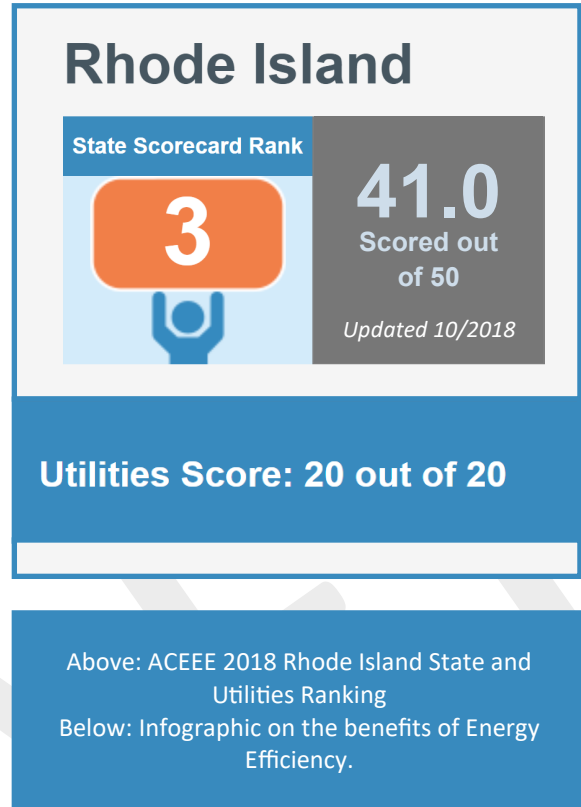 Rhode Island
State Scorecard Rank
3
41.0
Scored out
of 50
Updated 10/2018
Utilities Score: 20 out of 20
Above: ACEEE 2018 Rhode Island State and
Utilities Ranking
Below: Infographic on the benefits of Energy
Efficiency.